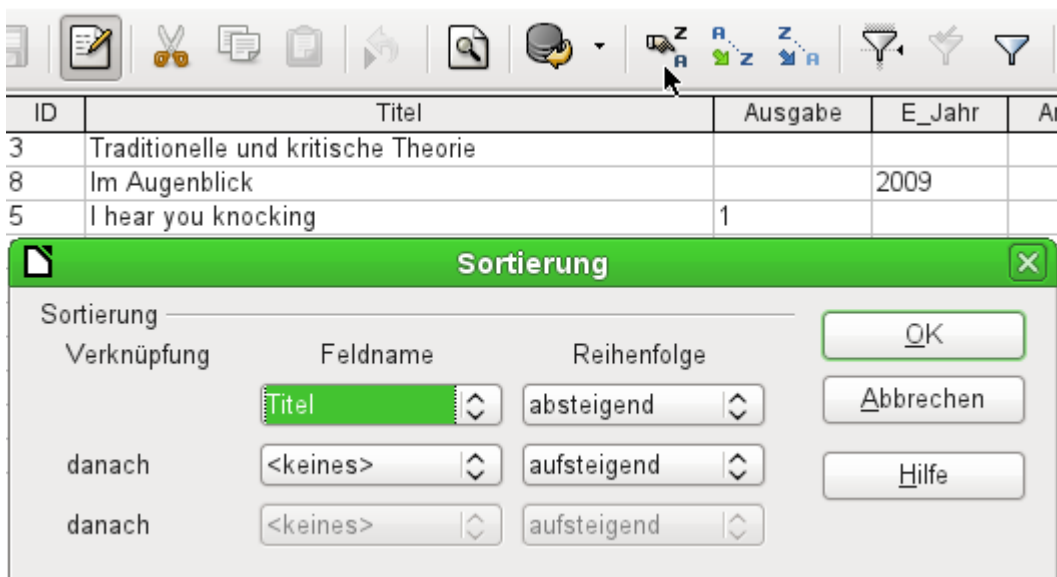 ID Titel Ausgabe E_Jahr
3 Traditionelle und kritische Theorie
8 Im Augenblick 2009
5 I hear you knocking 1
Sortierung
Sortierung
Verknüpfung Feldname Reihenfolge
Titel absteigend
danach <keines> aufsteigend
danach <keines> aufsteigend
OK
Abbrechen
Hilfe